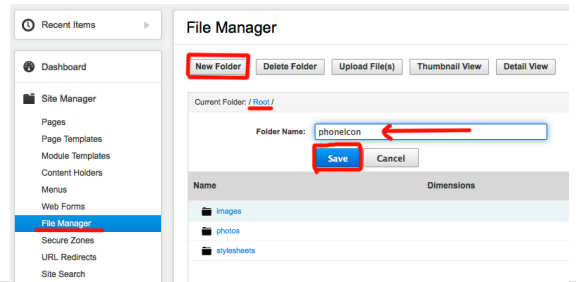 Recent Items
Dashboard
Site Manager
Pages
Page Templates
Module Templates
Content Holders
Menus
Web Forms
File Manager
Secure Zones
URL Redirects
Site Search
File Manager
New Folder Delete Folder Upload File(s) Thumbnail View Detail View
Current Folder: / Root /
Folder Name: phoneIcon
Save Cancel
Name Dimensions
images
photos
stylesheets